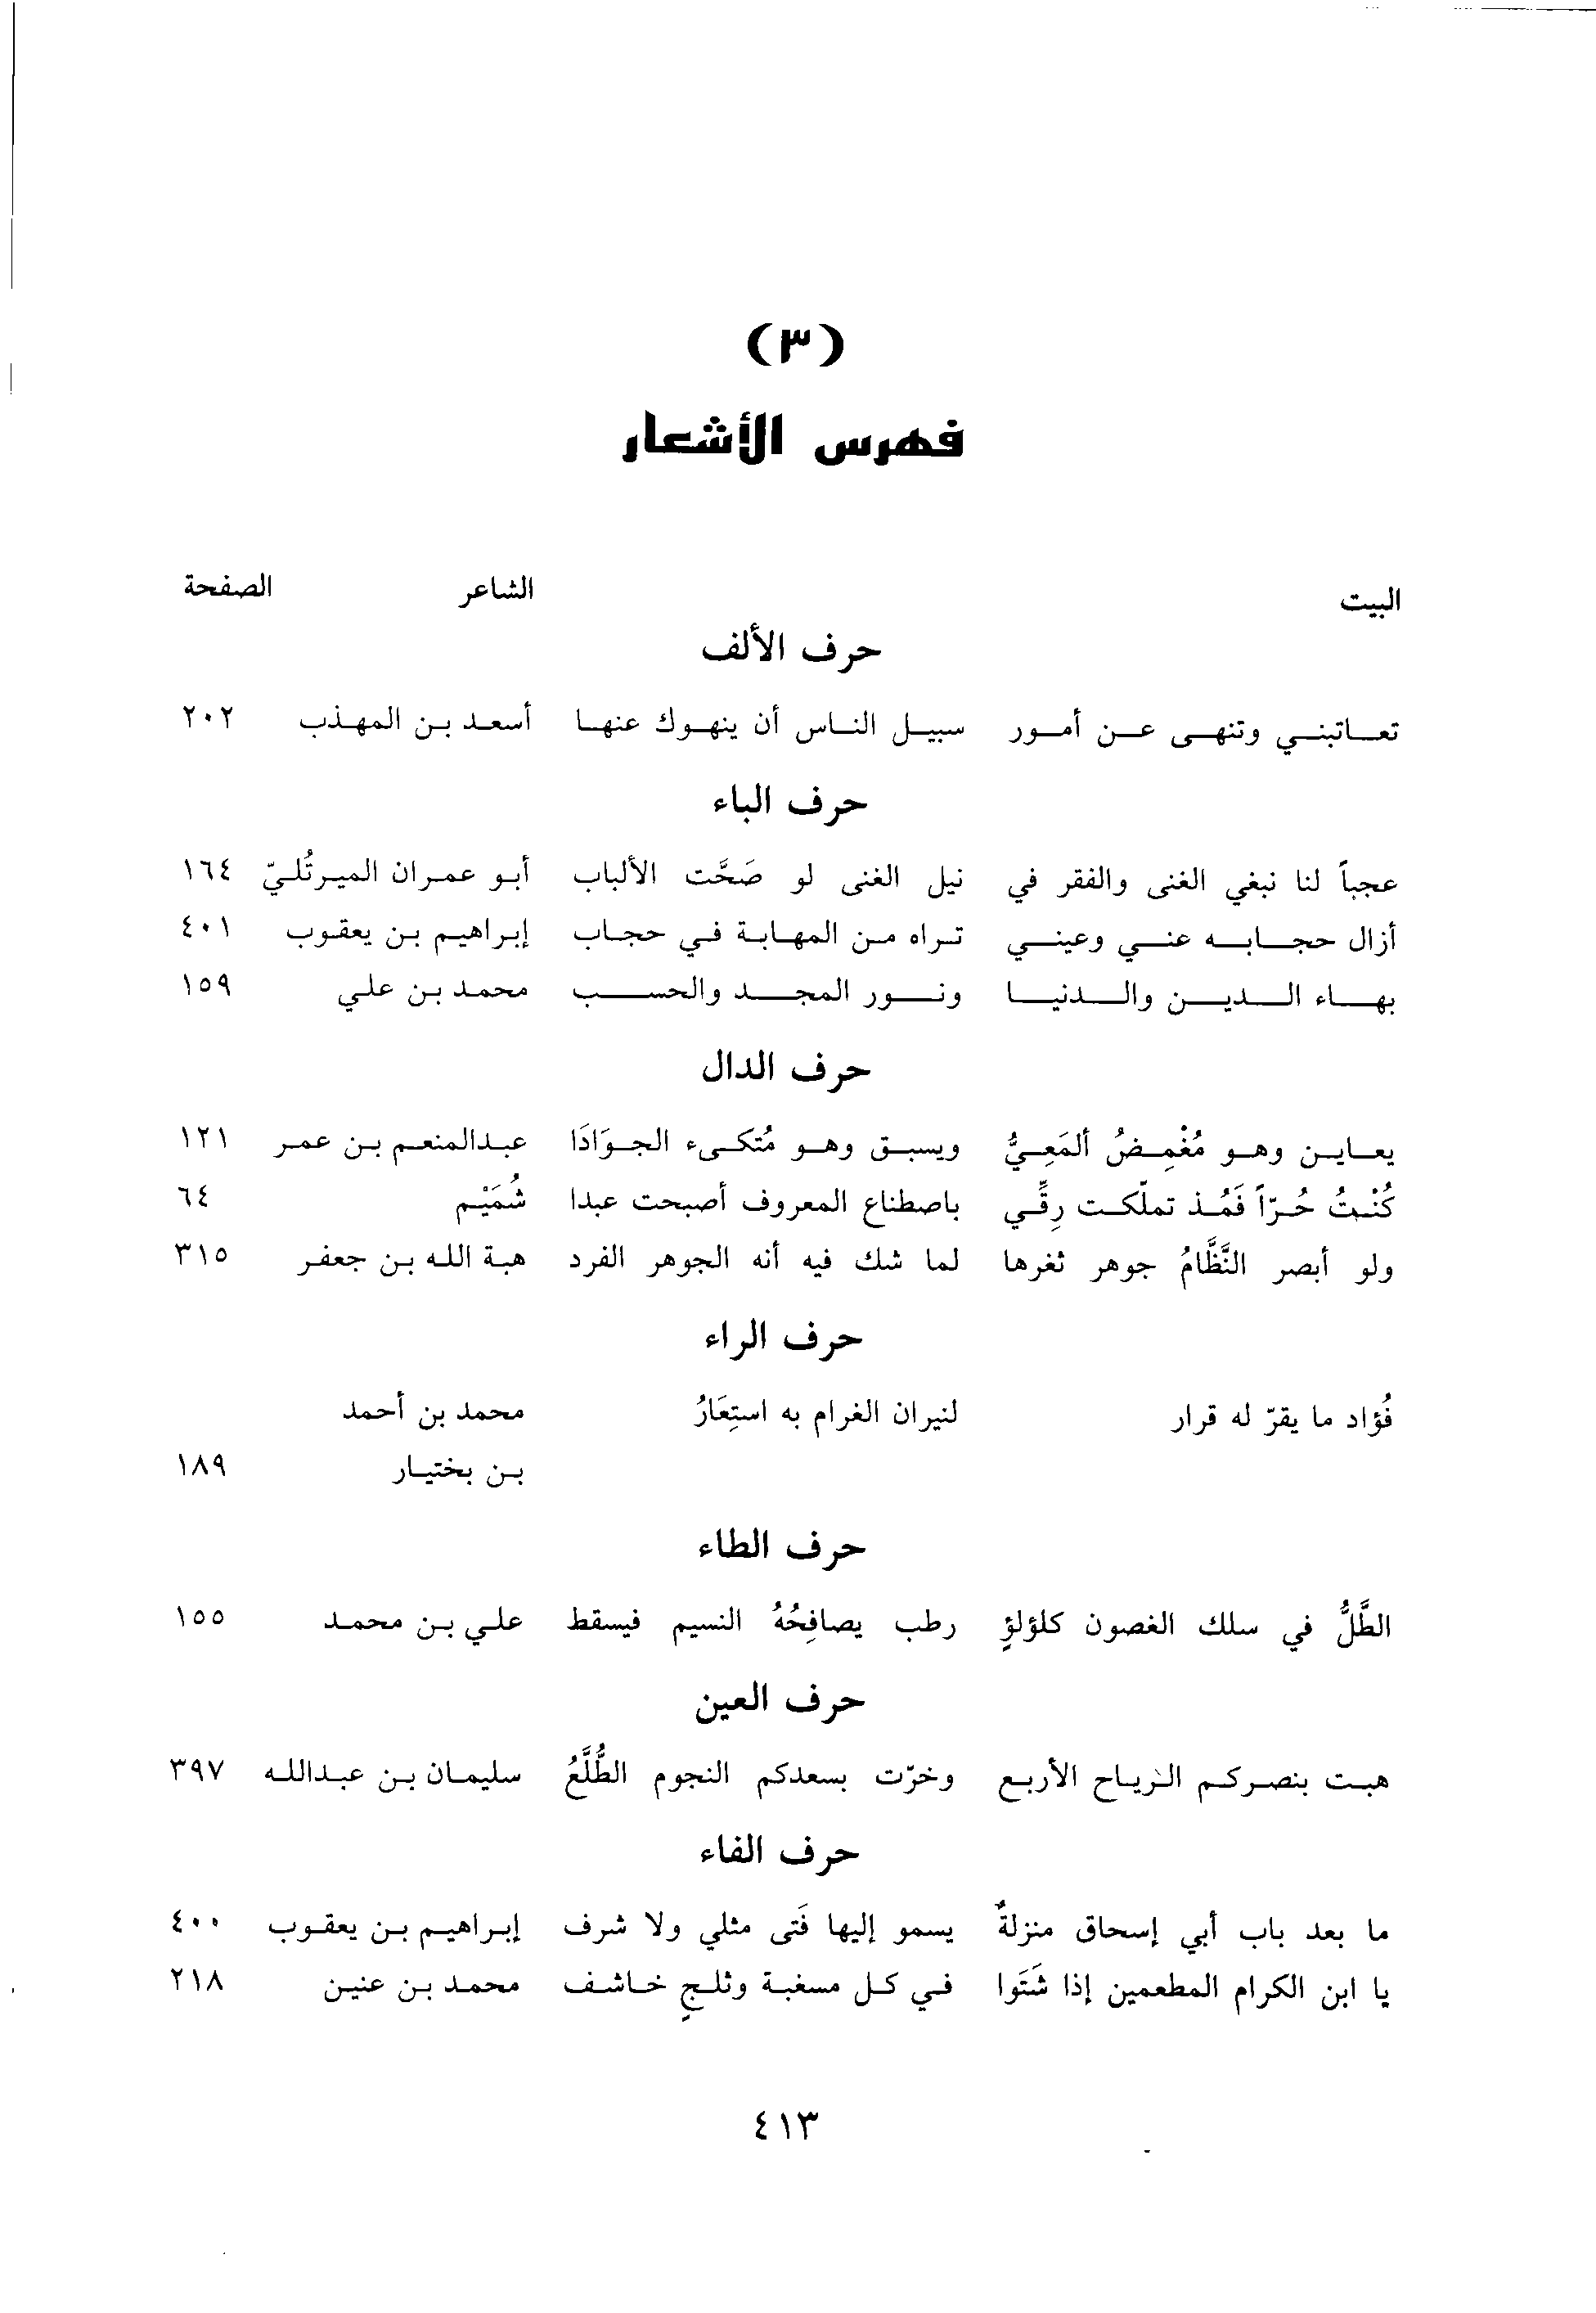 (٣)
فهرس الأشعار
البيت الشاعر الصفحة
حرف الألف
تعاتبني وتنهى عن أمور سبيل الناس أن ينهوك عنها أسعد بن المهذب ٢٠٢
حرف الباء
عجباً لنا نبغي الغنى والفقر في نيل الغنى لو صَحَّت الألباب أبو عمران الميرتُليّ ١٦٤
أزال حجابه عني وعيني تراه من المهابة في حجاب إبراهيم بن يعقوب ٤٠١
بهاء الدين والدنيا ونور المجد والحسب محمد بن علي ١٥٩
حرف الدال
يعاين وهو مُغْمِضُ ألمَعِيُّ ويسبق وهو مُتكىء الجوَادَا عبدالمنعم بن عمر ١٢١
كُنْتُ حُرّاً فَمُذ تملّكت رِقِّي باصطناع المعروف أصبحت عبدا شُمَيْم ٦٤
ولو أبصر النَّظَّامُ جوهر ثغرها لما شك فيه أنه الجوهر الفرد هبة الله بن جعفر ٣١٥
حرف الراء
فُؤاد ما يقرّ له قرار لنيران الغرام به استِعَارُ محمد بن أحمد
بن بختيار ١٨٩
حرف الطاء
الطَّلُّ في سلك الغصون كلؤلؤٍ رطب يصافِحُهُ النسيم فيسقط علي بن محمد ١٥٥
حرف العين
هبت بنصركم الرياح الأربع وخرّت بسعدكم النجوم الطُّلَّعُ سليمان بن عبدالله ٣٩٧
حرف الفاء
ما بعد باب أبي إسحاق منزلةٌ يسمو إليها فَتى مثلي ولا شرف إبراهيم بن يعقوب ٤٠٠
يا ابن الكرام المطعمين إذا شَتَوا في كل مسغبة وثلجٍ خاشف محمد بن عنين ٢١٨
٤١٣